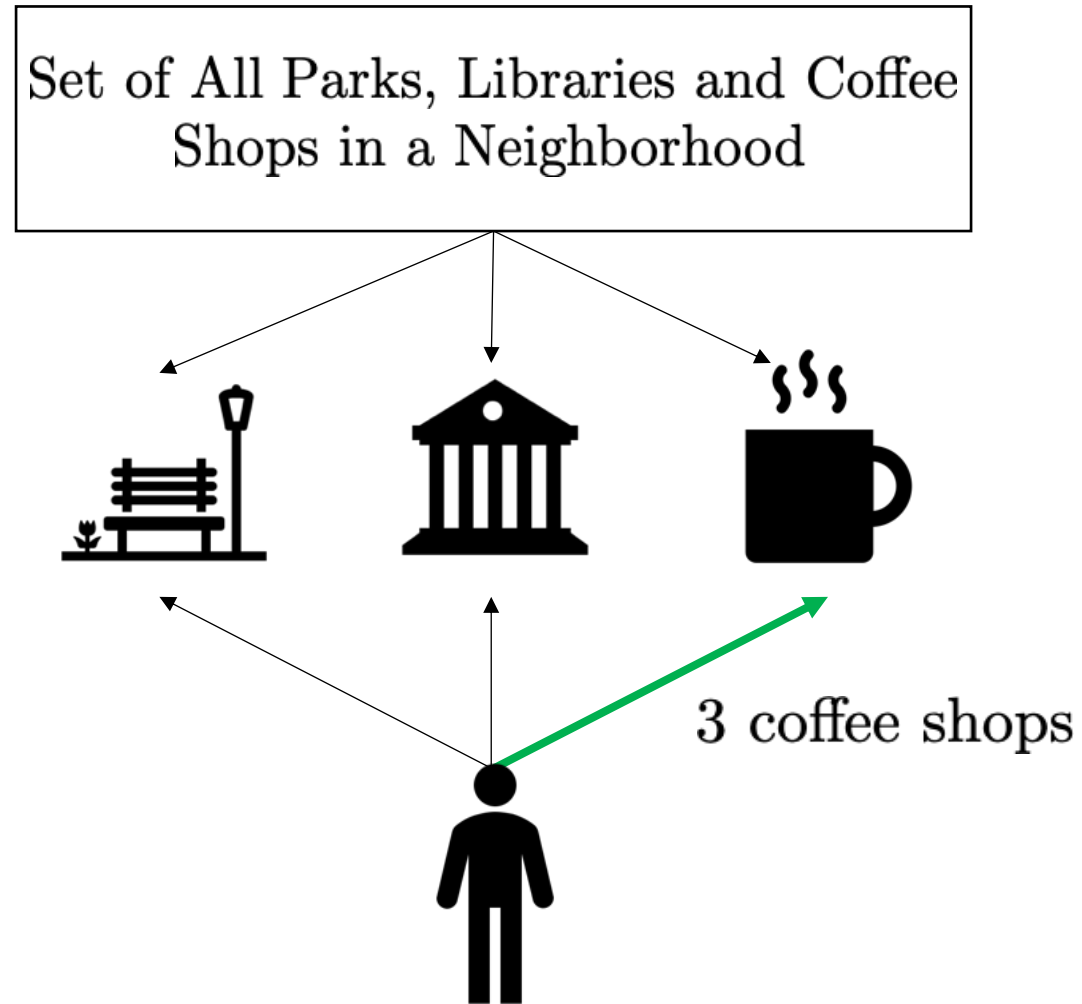 Set of All Parks, Libraries and Coffee
Shops in a Neighborhood
3 coffee shops